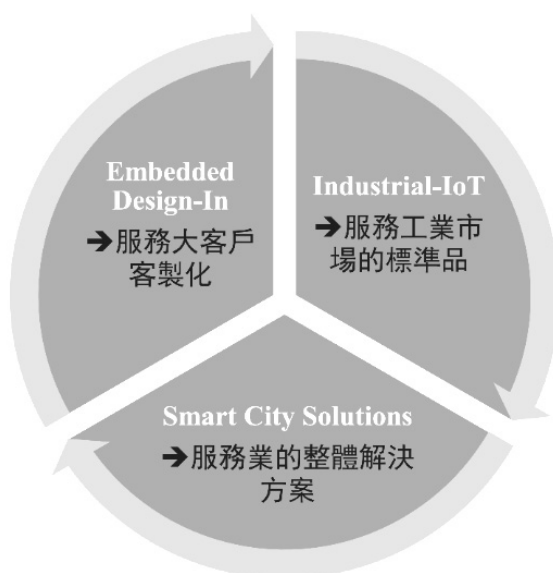 Embedded
Design-In
➔服務大客戶
客製化
Industrial-IoT
➔服務工業市
場的標準品
Smart City Solutions
➔服務業的整體解決
方案